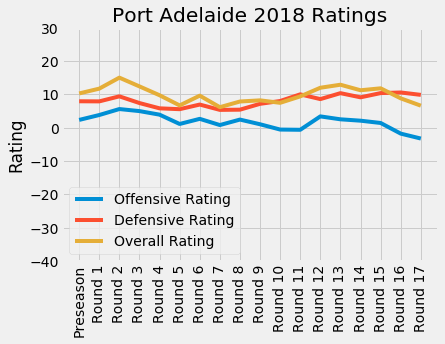 Port Adelaide 2018 Ratings
Rating
30
20
10
0
−10
−20
−30
−40
Offensive Rating
Defensive Rating
Overall Rating
Preseason
Round 1
Round 2
Round 3
Round 4
Round 5
Round 6
Round 7
Round 8
Round 9
Round 10
Round 11
Round 12
Round 13
Round 14
Round 15
Round 16
Round 17